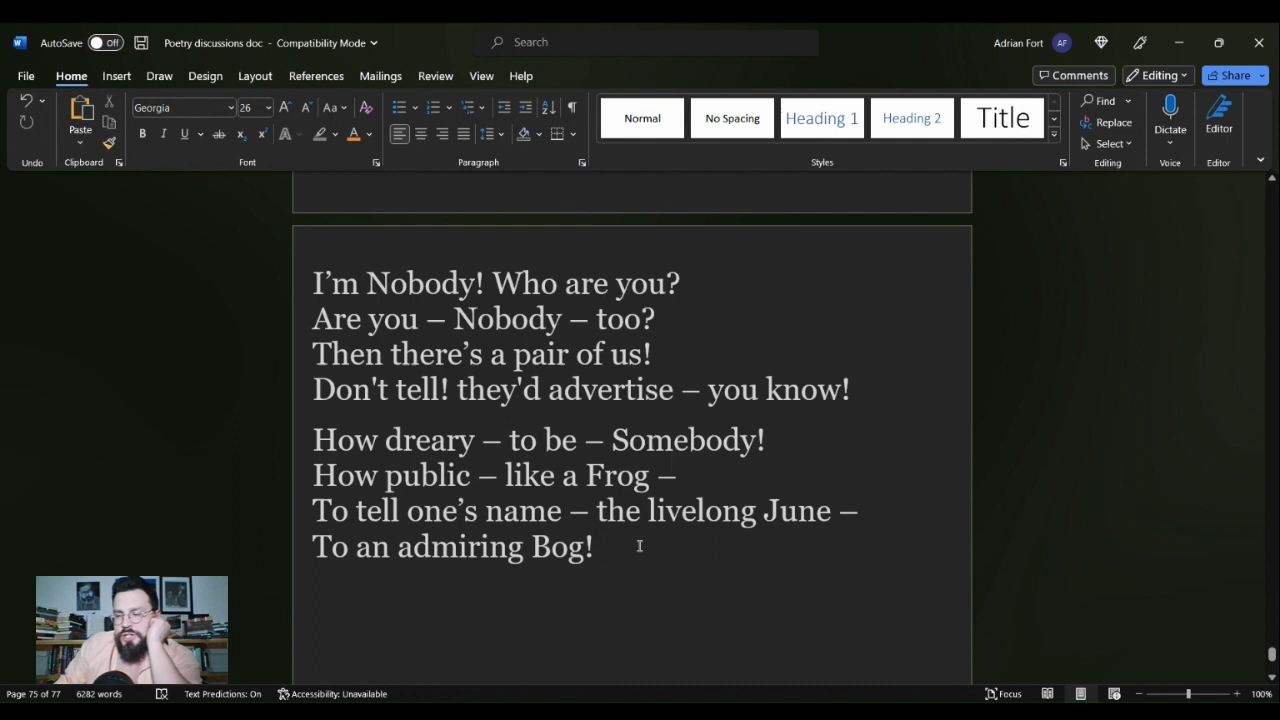 AutoSave Off Poetry discussions doc - Compatibility Mode Search Adrian Fort AF
File Home Insert Draw Design Layout References Mailings Review View Help Comments Editing Share
Paste Georgia 26 Aa Normal No Spacing Heading 1 Heading 2 Title Find Replace Select Dictate Editor
Undo Clipboard Font Paragraph Styles Editing Voice Editor
I’m Nobody! Who are you?
Are you – Nobody – too?
Then there’s a pair of us!
Don't tell! they'd advertise – you know!
How dreary – to be – Somebody!
How public – like a Frog –
To tell one’s name – the livelong June –
To an admiring Bog!
Page 75 of 77 6282 words Text Predictions: On Accessibility: Unavailable Focus 100%